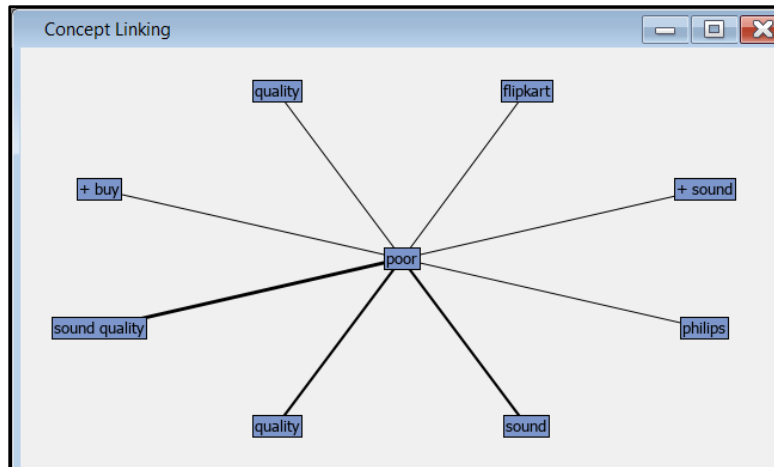 Concept Linking
quality
flipkart
+ buy
+ sound
poor
sound quality
philips
quality
sound